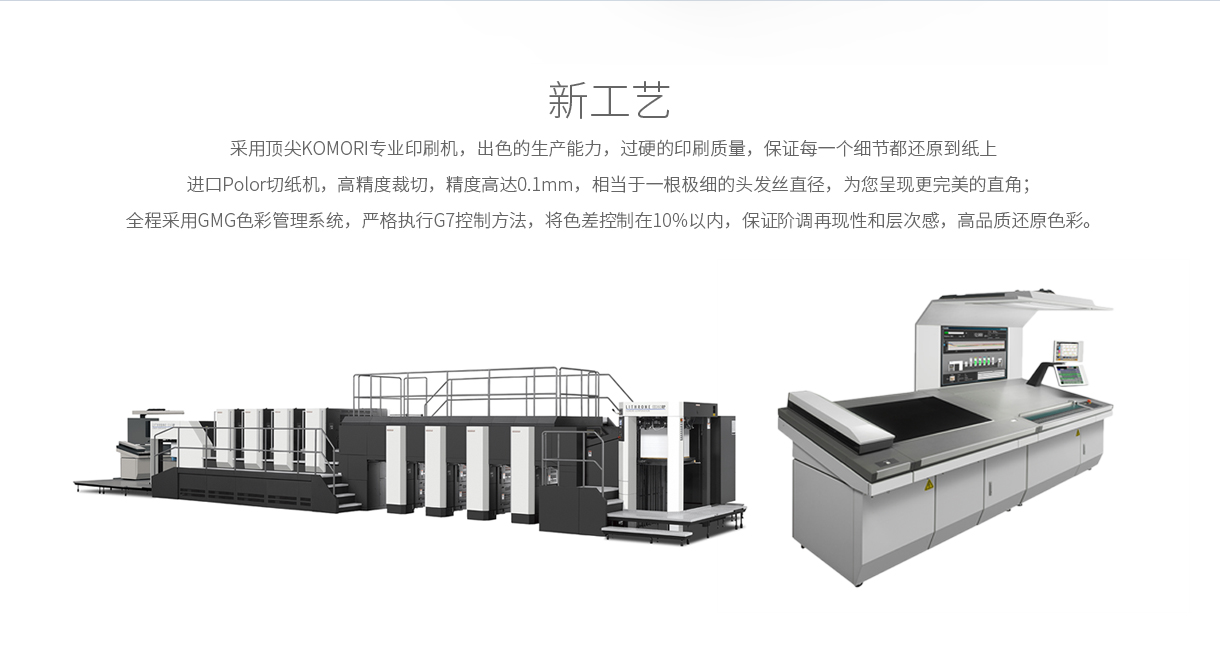 新工艺
采用顶尖KOMORI专业印刷机，出色的生产能力，过硬的印刷质量，保证每一个细节都还原到纸上
进口Polor切纸机，高精度裁切，精度高达0.1mm，相当于一根极细的头发丝直径，为您呈现更完美的直角；
全程采用GMG色彩管理系统，严格执行G7控制方法，将色差控制在10%以内，保证阶调再现性和层次感，高品质还原色彩。
LITHRONE